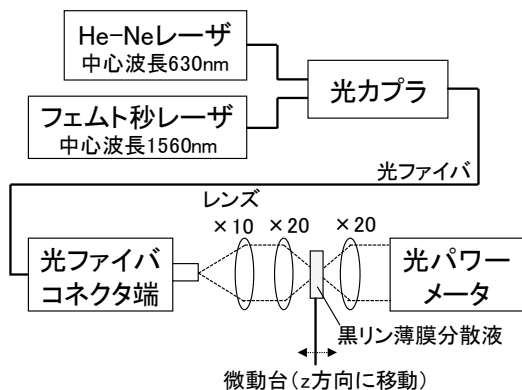 He-Neレーザ
中心波長630nm
光カプラ
フェムト秒レーザ
中心波長1560nm
光ファイバ
レンズ
×10
×20
×20
光ファイバ
コネクタ端
光パワー
メータ
黒リン薄膜分散液
微動台(z方向に移動)